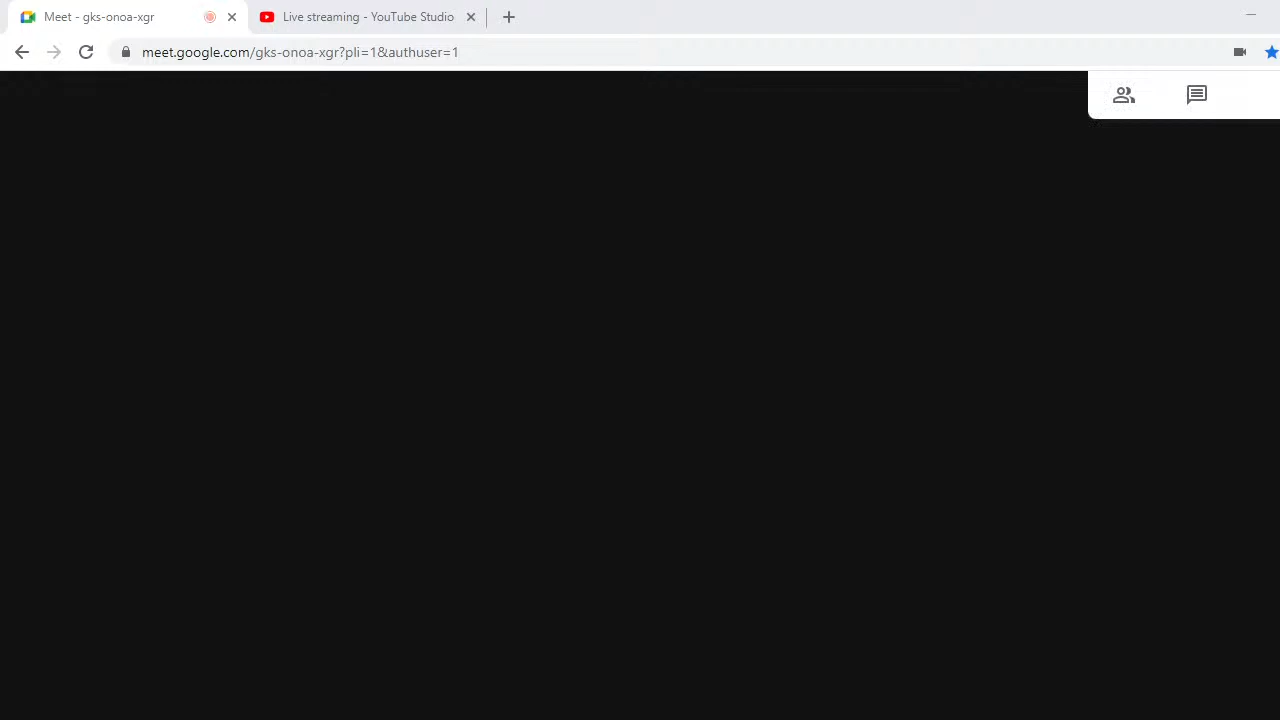 Meet - gks-onoa-xgr
Live streaming - YouTube Studio
meet.google.com/gks-onoa-xgr?pli=1&authuser=1